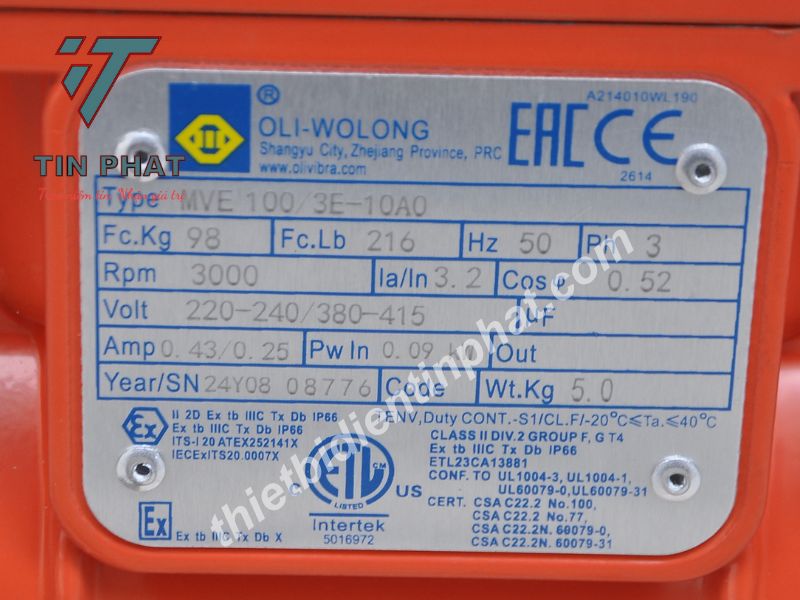 TIN PHAT
®
A214010WL190
OLI-WOLONG
Shangyu City, Zhejiang Province, PRC
www.olivibra.com
EAC CE
2614
Type MVE 100/3E-10A0
Fc.Kg 98 Fc.Lb 216 Hz 50 Ph 3
Rpm 3000 Ia/In 3.2 Cos φ 0.52
Volt 220-240/380-415 µF
Amp 0.43/0.25 Pw In 0.09 kW Out
Year/SN 24Y08 08776 Code Wt.Kg 5.0
thietbidientinphat.com
Ex
II 2D Ex tb IIIC Tx Db IP66
Ex tb IIIC Tx Db IP66
ITS-I 20 ATEX252141X
IECExITS20.0007X
TENV,Duty CONT.-S1/CL.F/-20°C≤Ta.≤40°C
CLASS II DIV.2 GROUP F, G T4
Ex tb IIIC Tx Db IP66
ETL23CA13881
CONF. TO UL1004-3, UL1004-1,
UL60079-0,UL60079-31
CERT. CSA C22.2 No.100,
CSA C22.2 No.77,
CSA C22.2N. 60079-0,
CSA C22.2N. 60079-31
C ETL CM US
LISTED
Intertek
5016972
Ex
Ex tb IIIC Tx Db X